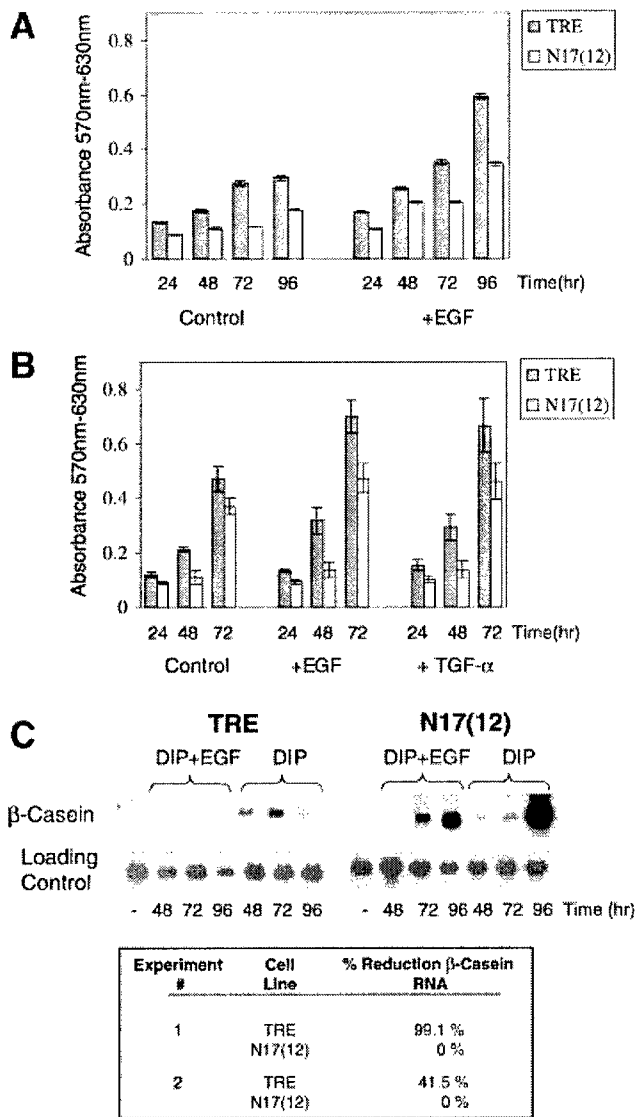 A
Absorbance 570nm-630nm
0.8
0.6
0.4
0.2
0
TRE
N17(12)
24 48 72 96 24 48 72 96 Time(hr)
Control +EGF
B
Absorbance 570nm-630nm
0.8
0.6
0.4
0.2
0
TRE
N17(12)
24 48 72 24 48 72 24 48 72 Time(hr)
Control +EGF + TGF-α
C
TRE N17(12)
DIP+EGF DIP DIP+EGF DIP
β-Casein
Loading
Control
- 48 72 96 48 72 96 - 48 72 96 48 72 96 Time (hr)
Experiment Cell % Reduction β-Casein
# Line RNA
1 TRE 99.1 %
N17(12) 0 %
2 TRE 41.5 %
N17(12) 0 %